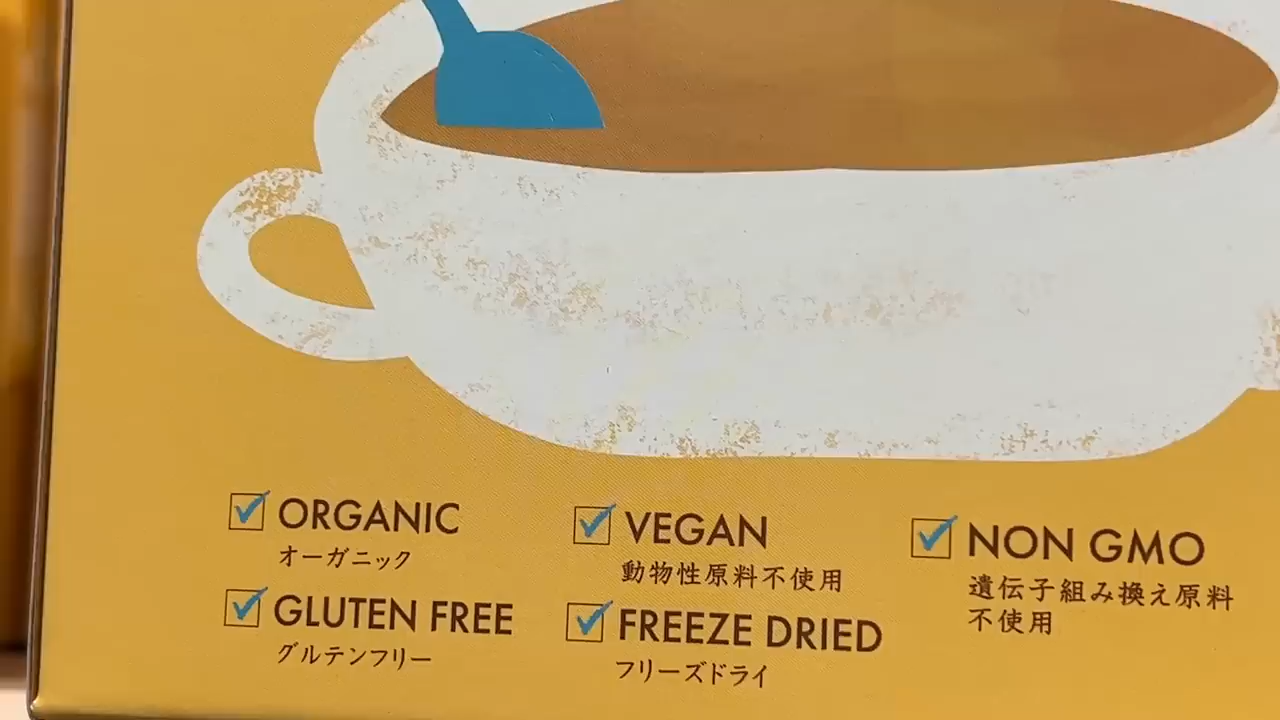 ORGANIC
オーガニック
VEGAN
動物性原料不使用
NON GMO
遺伝子組み換え原料
不使用
GLUTEN FREE
グルテンフリー
FREEZE DRIED
フリーズドライ